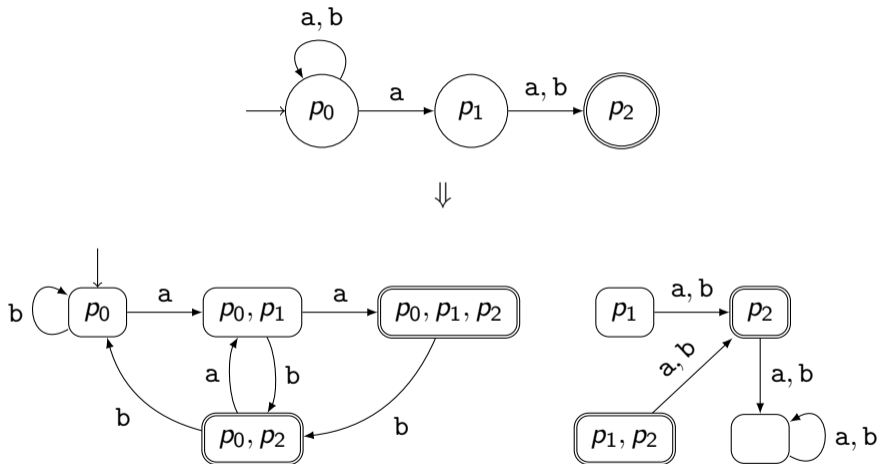 a, b
p₀ a p₁ a, b p₂
⇓
b p₀ a p₀, p₁ a p₀, p₁, p₂ p₁ a, b p₂
a b a, b a, b
b p₀, p₂ b p₁, p₂ a, b